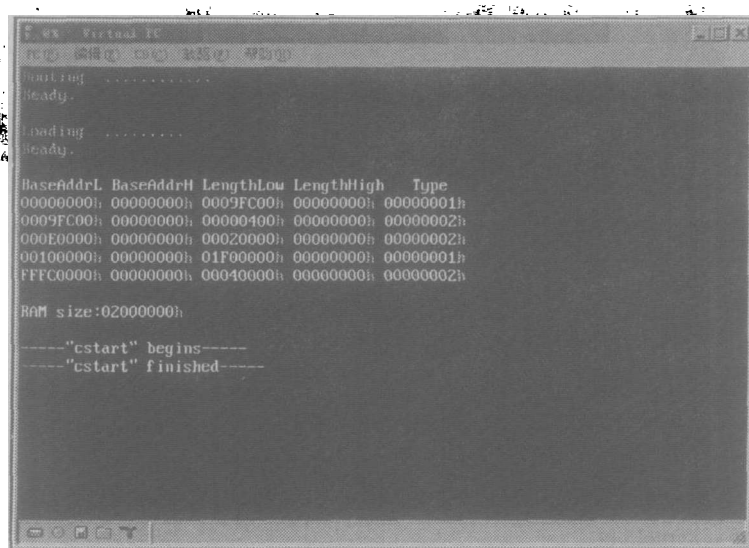 Virtual PC
Booting ............
Ready.
Loading ..........
Ready.
BaseAddrL BaseAddrH LengthLow LengthHigh Type
00000000h 00000000h 0009FC00h 00000000h 00000001h
0009FC00h 00000000h 00000400h 00000000h 00000002h
000E0000h 00000000h 00020000h 00000000h 00000002h
00100000h 00000000h 01F00000h 00000000h 00000001h
FFFC0000h 00000000h 00040000h 00000000h 00000002h
RAM size:02000000h
-----"cstart" begins-----
-----"cstart" finished-----